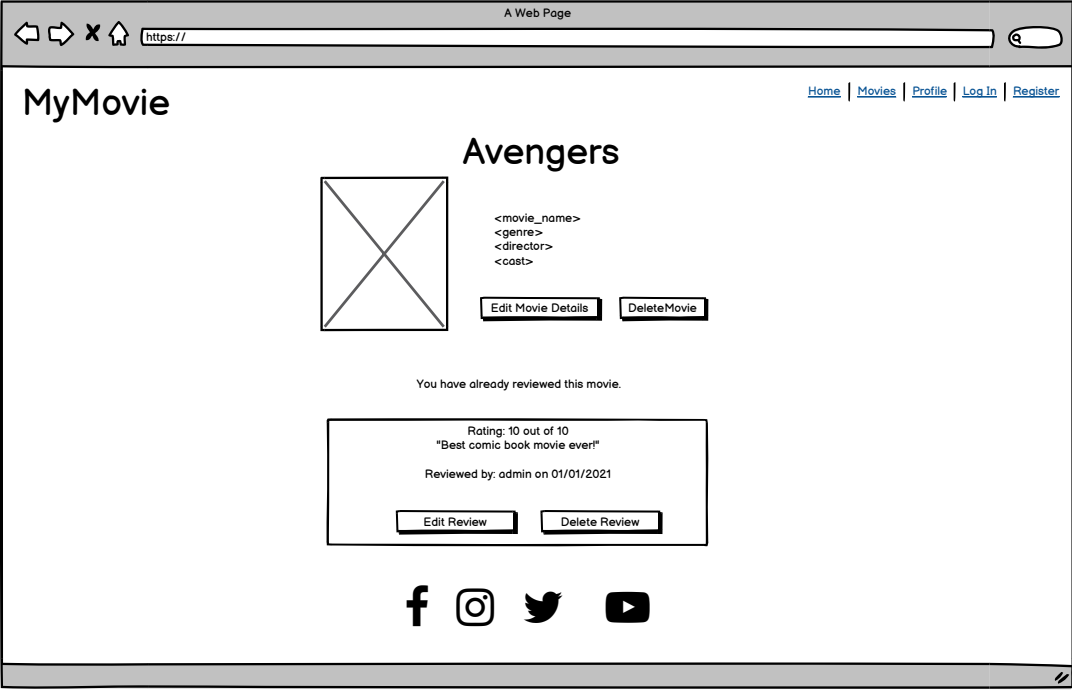 A Web Page
https://
MyMovie
Home Movies Profile Log In Register
Avengers
<movie_name>
<genre>
<director>
<cast>
Edit Movie Details DeleteMovie
You have already reviewed this movie.
Rating: 10 out of 10
"Best comic book movie ever!"
Reviewed by: admin on 01/01/2021
Edit Review Delete Review